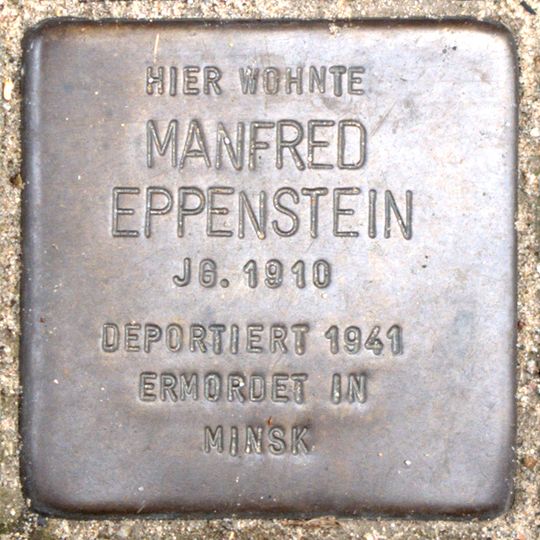 HIER WOHNTE
MANFRED
EPPENSTEIN
JG. 1910
DEPORTIERT 1941
ERMORDET IN
MINSK